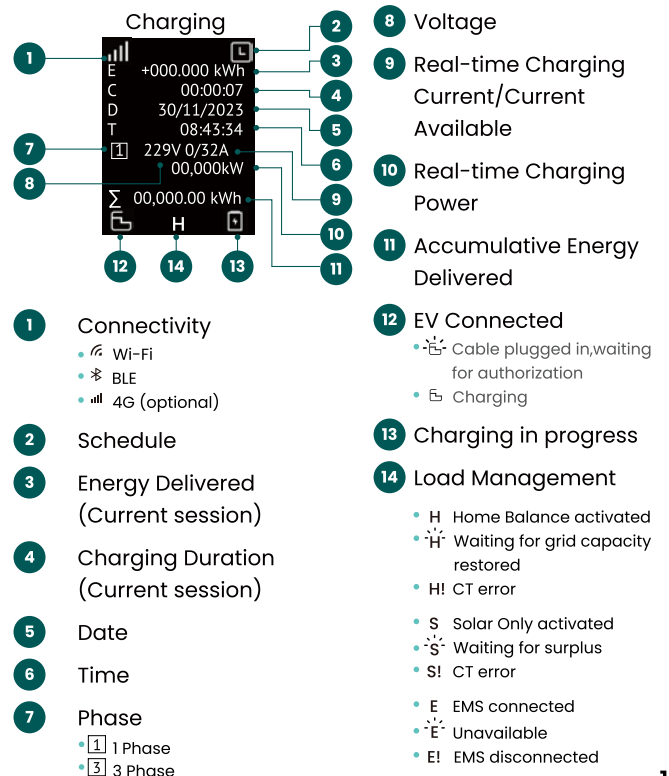 Charging
E +000.000 kWh
C 00:00:07
D 30/11/2023
T 08:43:34
1 229V 0/32A
00,000kW
∑ 00,000.00 kWh
H
1
2
3
4
5
6
7
8
9
10
11
12
14
13
1 Connectivity
Wi-Fi
BLE
4G (optional)
2 Schedule
3 Energy Delivered
(Current session)
4 Charging Duration
(Current session)
5 Date
6 Time
7 Phase
1 1 Phase
3 3 Phase
8 Voltage
9 Real-time Charging
Current/Current
Available
10 Real-time Charging
Power
11 Accumulative Energy
Delivered
12 EV Connected
Cable plugged in,waiting
for authorization
Charging
13 Charging in progress
14 Load Management
H Home Balance activated
H Waiting for grid capacity
restored
H! CT error
S Solar Only activated
S Waiting for surplus
S! CT error
E EMS connected
E Unavailable
E! EMS disconnected